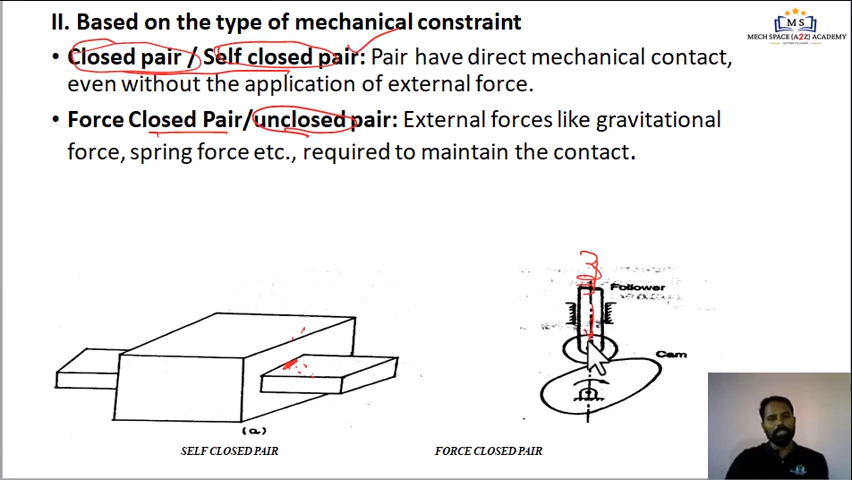 II. Based on the type of mechanical constraint
MS
MECH SPACE (A2Z) ACADEMY
• Closed pair / Self closed pair: Pair have direct mechanical contact,
even without the application of external force.
• Force Closed Pair/unclosed pair: External forces like gravitational
force, spring force etc., required to maintain the contact.
Follower
Cam
(a)
SELF CLOSED PAIR
FORCE CLOSED PAIR